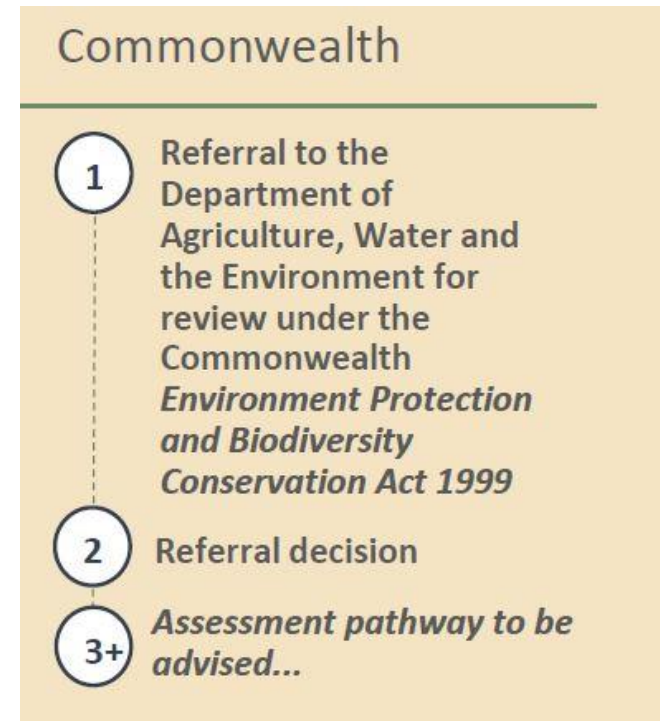 Commonwealth
1
Referral to the
Department of
Agriculture, Water and
the Environment for
review under the
Commonwealth
Environment Protection
and Biodiversity
Conservation Act 1999
2
Referral decision
3+
Assessment pathway to be
advised...